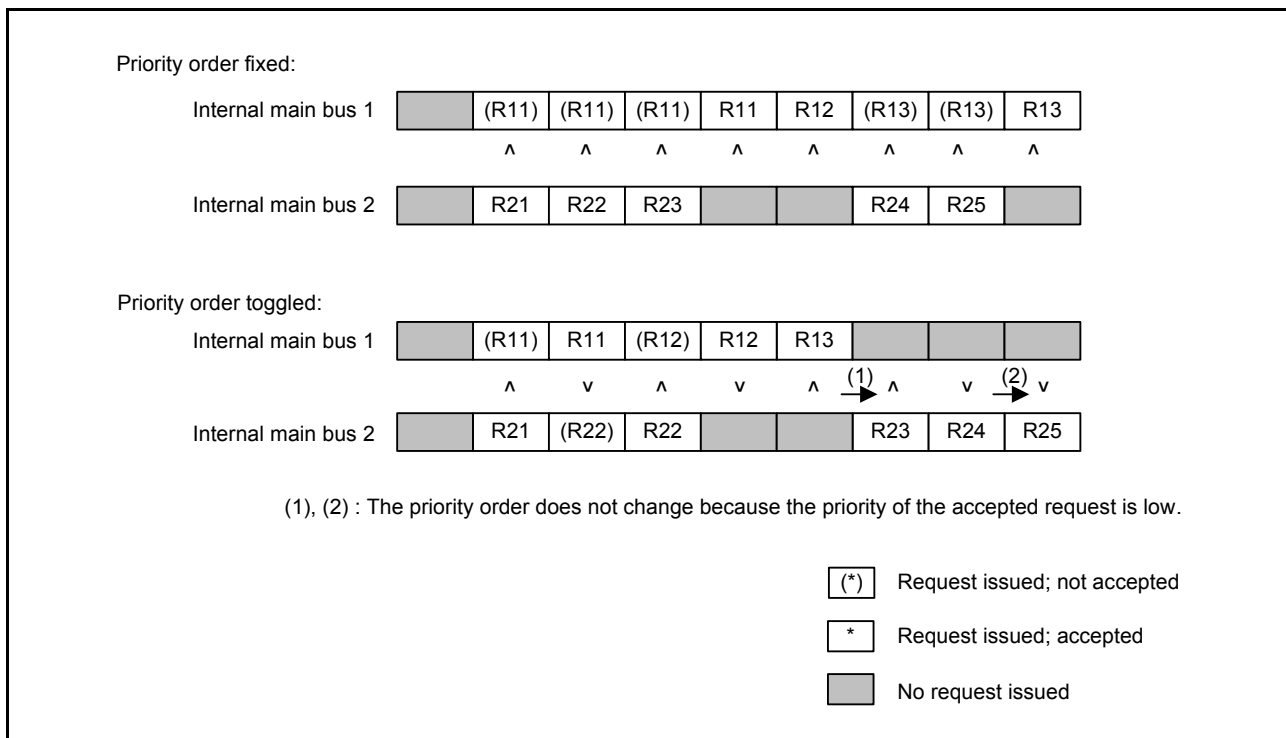 Priority order fixed:
Internal main bus 1 (R11) (R11) (R11) R11 R12 (R13) (R13) R13
^ ^ ^ ^ ^ ^ ^ ^
Internal main bus 2 R21 R22 R23 R24 R25
Priority order toggled:
Internal main bus 1 (R11) R11 (R12) R12 R13
^ v ^ v ^ (1) ^ v (2) v
Internal main bus 2 R21 (R22) R22 R23 R24 R25
(1), (2) : The priority order does not change because the priority of the accepted request is low.
(*) Request issued; not accepted
* Request issued; accepted
No request issued